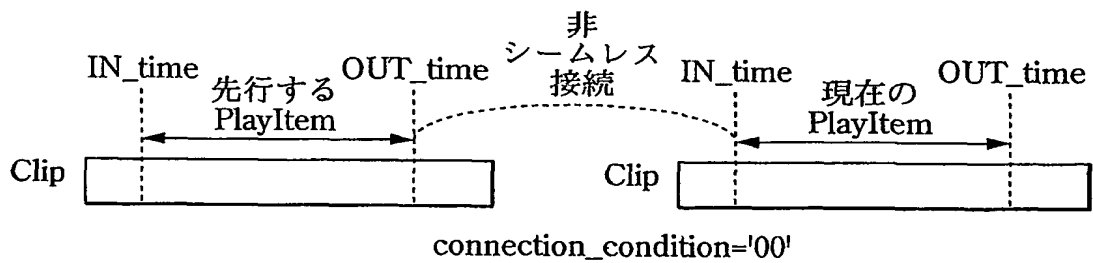 非
シームレス
接続
IN_time
OUT_time
IN_time
OUT_time
先行する
PlayItem
現在の
PlayItem
Clip
Clip
connection_condition='00'